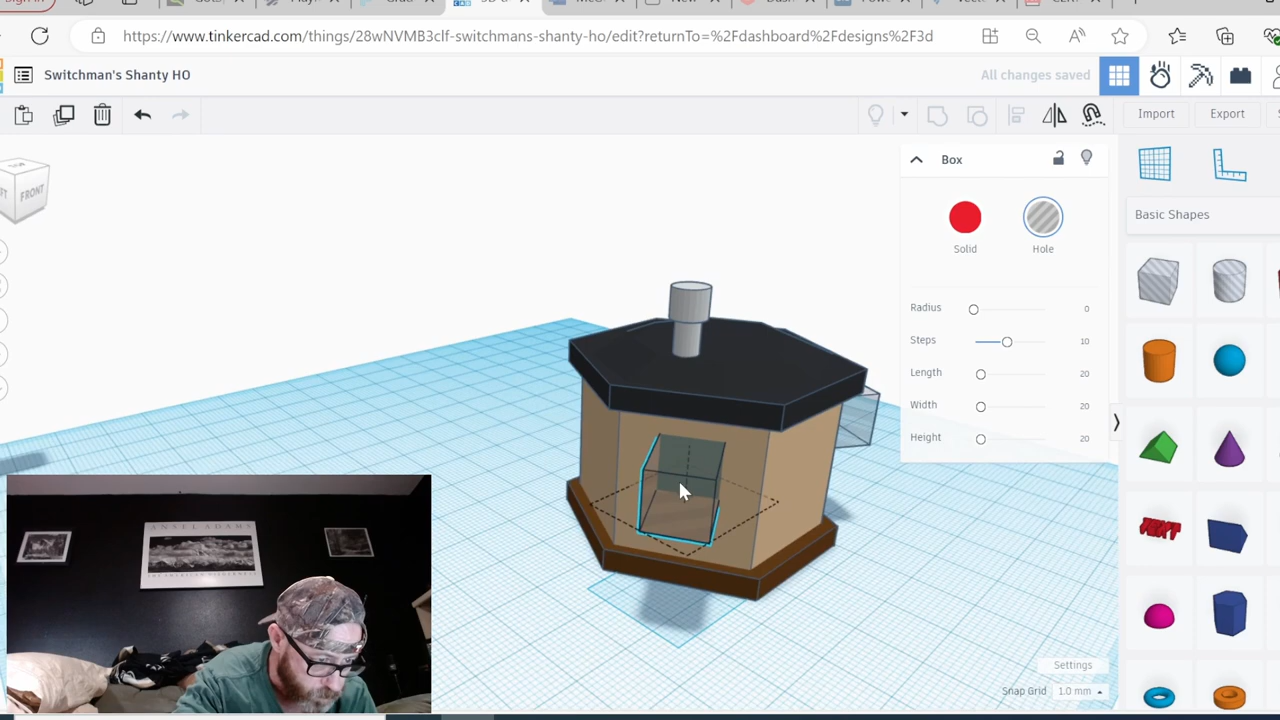 https://www.tinkercad.com/things/28wNVMB3clf-switchmans-shanty-ho/edit?returnTo=%2Fdashboard%2Fdesigns%2F3d
Switchman's Shanty HO
All changes saved
Import
Export
Box
Solid
Hole
Radius
0
Steps
10
Length
20
Width
20
Height
20
Basic Shapes
FRONT
TEXT
ANSEL ADAMS
Settings
Snap Grid
1.0 mm